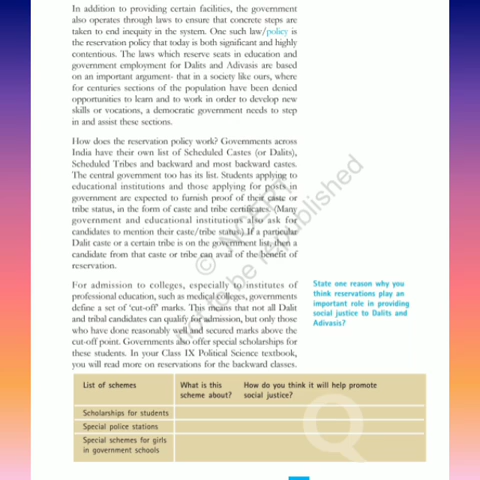 In addition to providing certain facilities, the government
also operates through laws to ensure that concrete steps are
taken to end inequity in the system. One such law/policy is
the reservation policy that today is both significant and highly
contentious. The laws which reserve seats in education and
government employment for Dalits and Adivasis are based
on an important argument- that in a society like ours, where
for centuries sections of the population have been denied
opportunities to learn and to work in order to develop new
skills or vocations, a democratic government needs to step
in and assist these sections.
How does the reservation policy work? Governments across
India have their own list of Scheduled Castes (or Dalits),
Scheduled Tribes and backward and most backward castes.
The central government too has its list. Students applying to
educational institutions and those applying for posts in
government are expected to furnish proof of their caste or
tribe status, in the form of caste and tribe certificates. (Many
government and educational institutions also ask for
candidates to mention their caste/tribe status.) If a particular
Dalit caste or a certain tribe is on the government list, then a
candidate from that caste or tribe can avail of the benefit of
reservation.
For admission to colleges, especially to institutes of
professional education, such as medical colleges, governments
define a set of 'cut-off' marks. This means that not all Dalit
and tribal candidates can qualify for admission, but only those
who have done reasonably well and secured marks above the
cut-off point. Governments also offer special scholarships for
these students. In your Class IX Political Science textbook,
you will read more on reservations for the backward classes.
State one reason why you
think reservations play an
important role in providing
social justice to Dalits and
Adivasis?
List of schemes
What is this
scheme about?
How do you think it will help promote
social justice?
Scholarships for students
Special police stations
Special schemes for girls
in government schools
Q
© NCERT
not to be republished